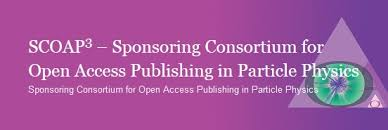 SCOAP³ – Sponsoring Consortium for
Open Access Publishing in Particle Physics
Sponsoring Consortium for Open Access Publishing in Particle Physics